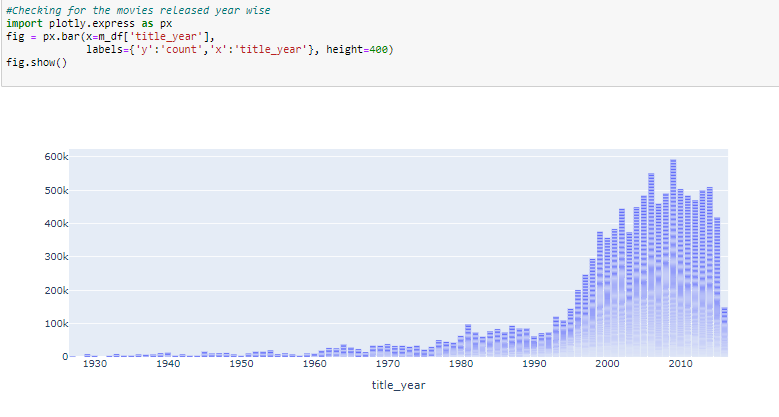 #Checking for the movies released year wise
import plotly.express as px
fig = px.bar(x=m_df['title_year'],
             labels={'y':'count','x':'title_year'}, height=400)
fig.show()
600k
500k
400k
300k
200k
100k
0
1930 1940 1950 1960 1970 1980 1990 2000 2010
title_year